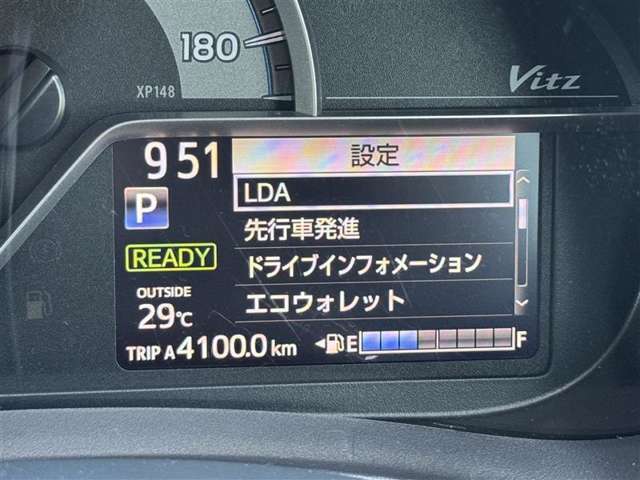 180
XP148
Vitz
9 51
設定
LDA
P
先行車発進
READY
ドライブインフォメーション
OUTSIDE
29℃
エコウォレット
TRIP A 4100.0 km
E F